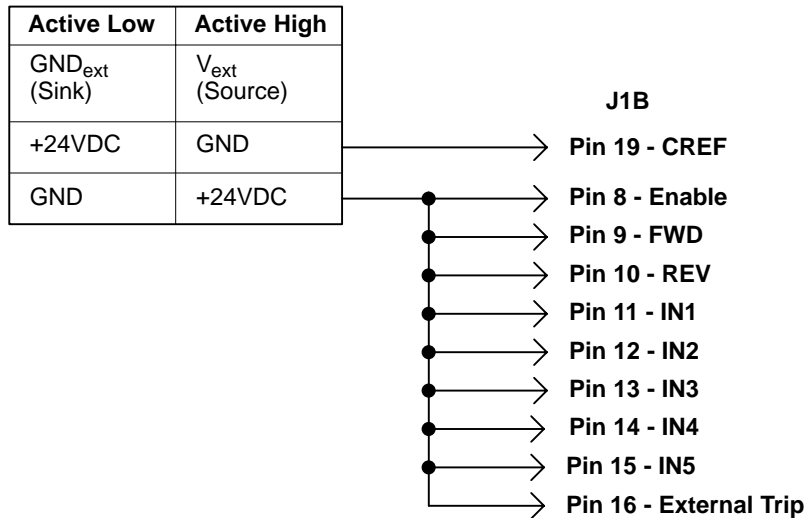 Active Low Active High
GNDext Vext
(Sink) (Source)
J1B
+24VDC GND Pin 19 - CREF
GND +24VDC Pin 8 - Enable
Pin 9 - FWD
Pin 10 - REV
Pin 11 - IN1
Pin 12 - IN2
Pin 13 - IN3
Pin 14 - IN4
Pin 15 - IN5
Pin 16 - External Trip